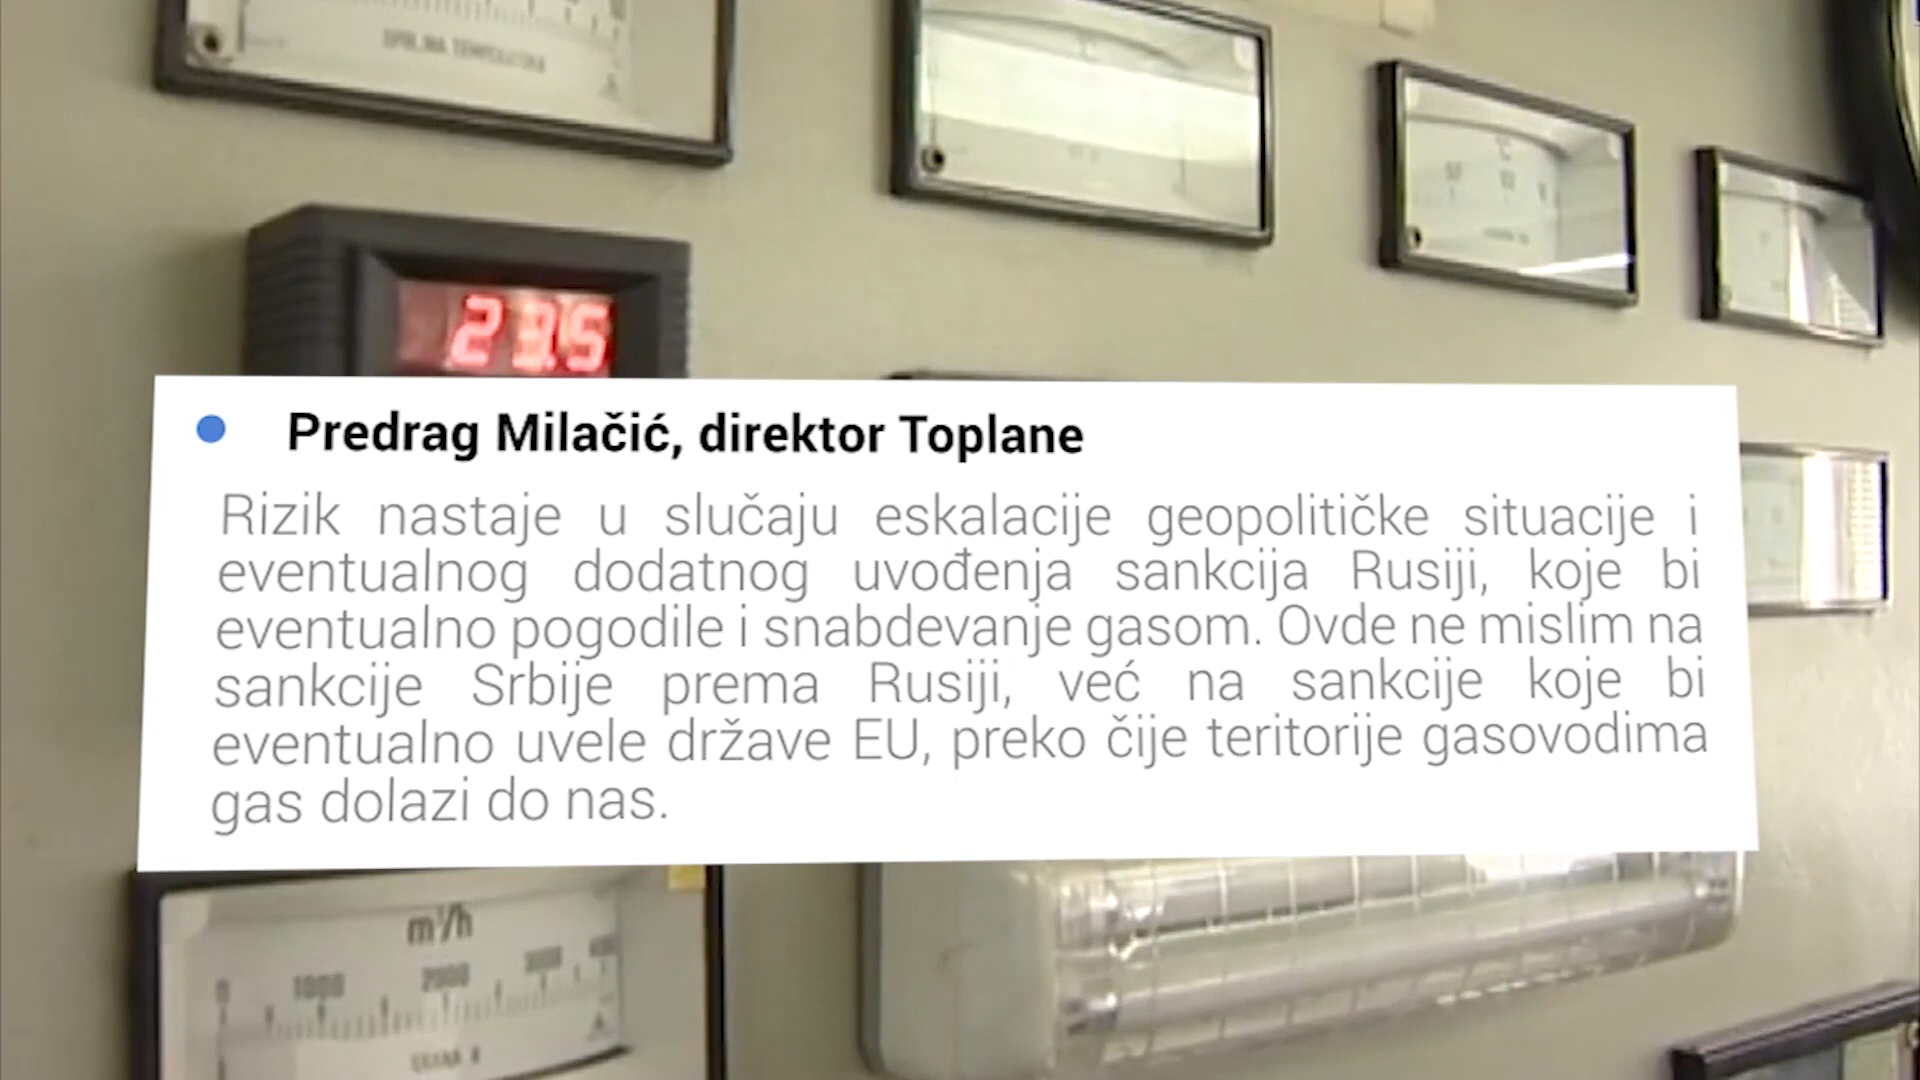 23.5
Predrag Milačić, direktor Toplane
Rizik nastaje u slučaju eskalacije geopolitičke situacije i
eventualnog dodatnog uvođenja sankcija Rusiji, koje bi
eventualno pogodile i snabdevanje gasom. Ovde ne mislim na
sankcije Srbije prema Rusiji, već na sankcije koje bi
eventualno uvele države EU, preko čije teritorije gasovodima
gas dolazi do nas.
m³/h
0 1000 2000 3000